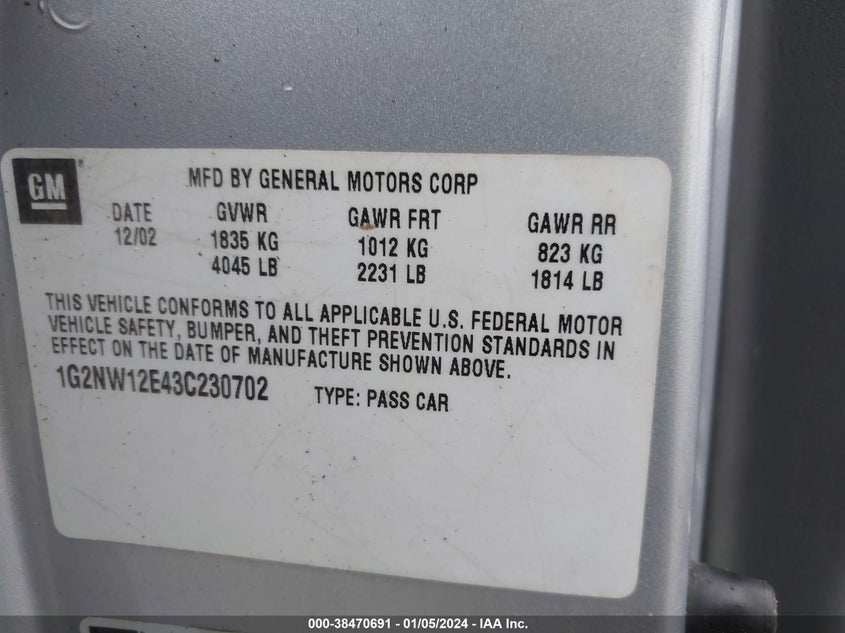 GM
MFD BY GENERAL MOTORS CORP
DATE GVWR GAWR FRT GAWR RR
12/02 1835 KG 1012 KG 823 KG
4045 LB 2231 LB 1814 LB
THIS VEHICLE CONFORMS TO ALL APPLICABLE U.S. FEDERAL MOTOR
VEHICLE SAFETY, BUMPER, AND THEFT PREVENTION STANDARDS IN
EFFECT ON THE DATE OF MANUFACTURE SHOWN ABOVE.
1G2NW12E43C230702 TYPE: PASS CAR
000-38470691 - 01/05/2024 - IAA Inc.